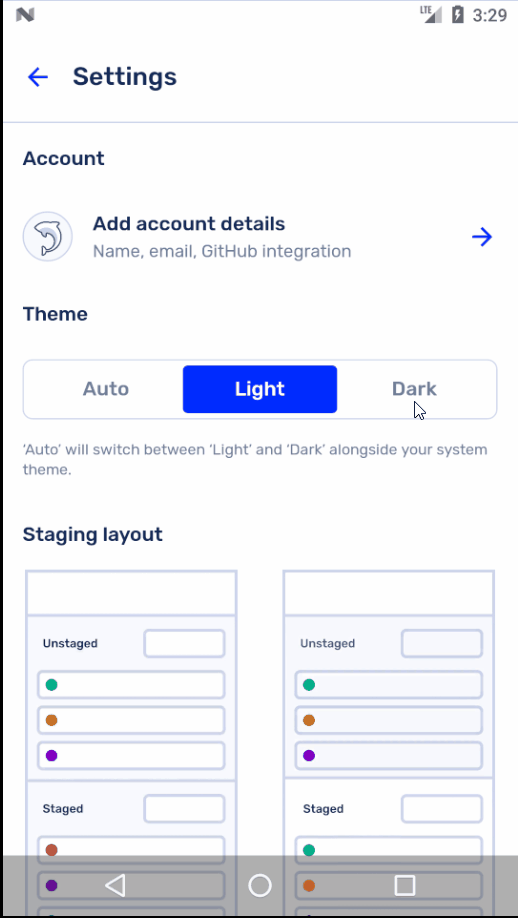 LTE 3:29
Settings
Account
Add account details
Name, email, GitHub integration
Theme
Auto Light Dark
'Auto' will switch between 'Light' and 'Dark' alongside your system
theme.
Staging layout
Unstaged Unstaged
Staged Staged